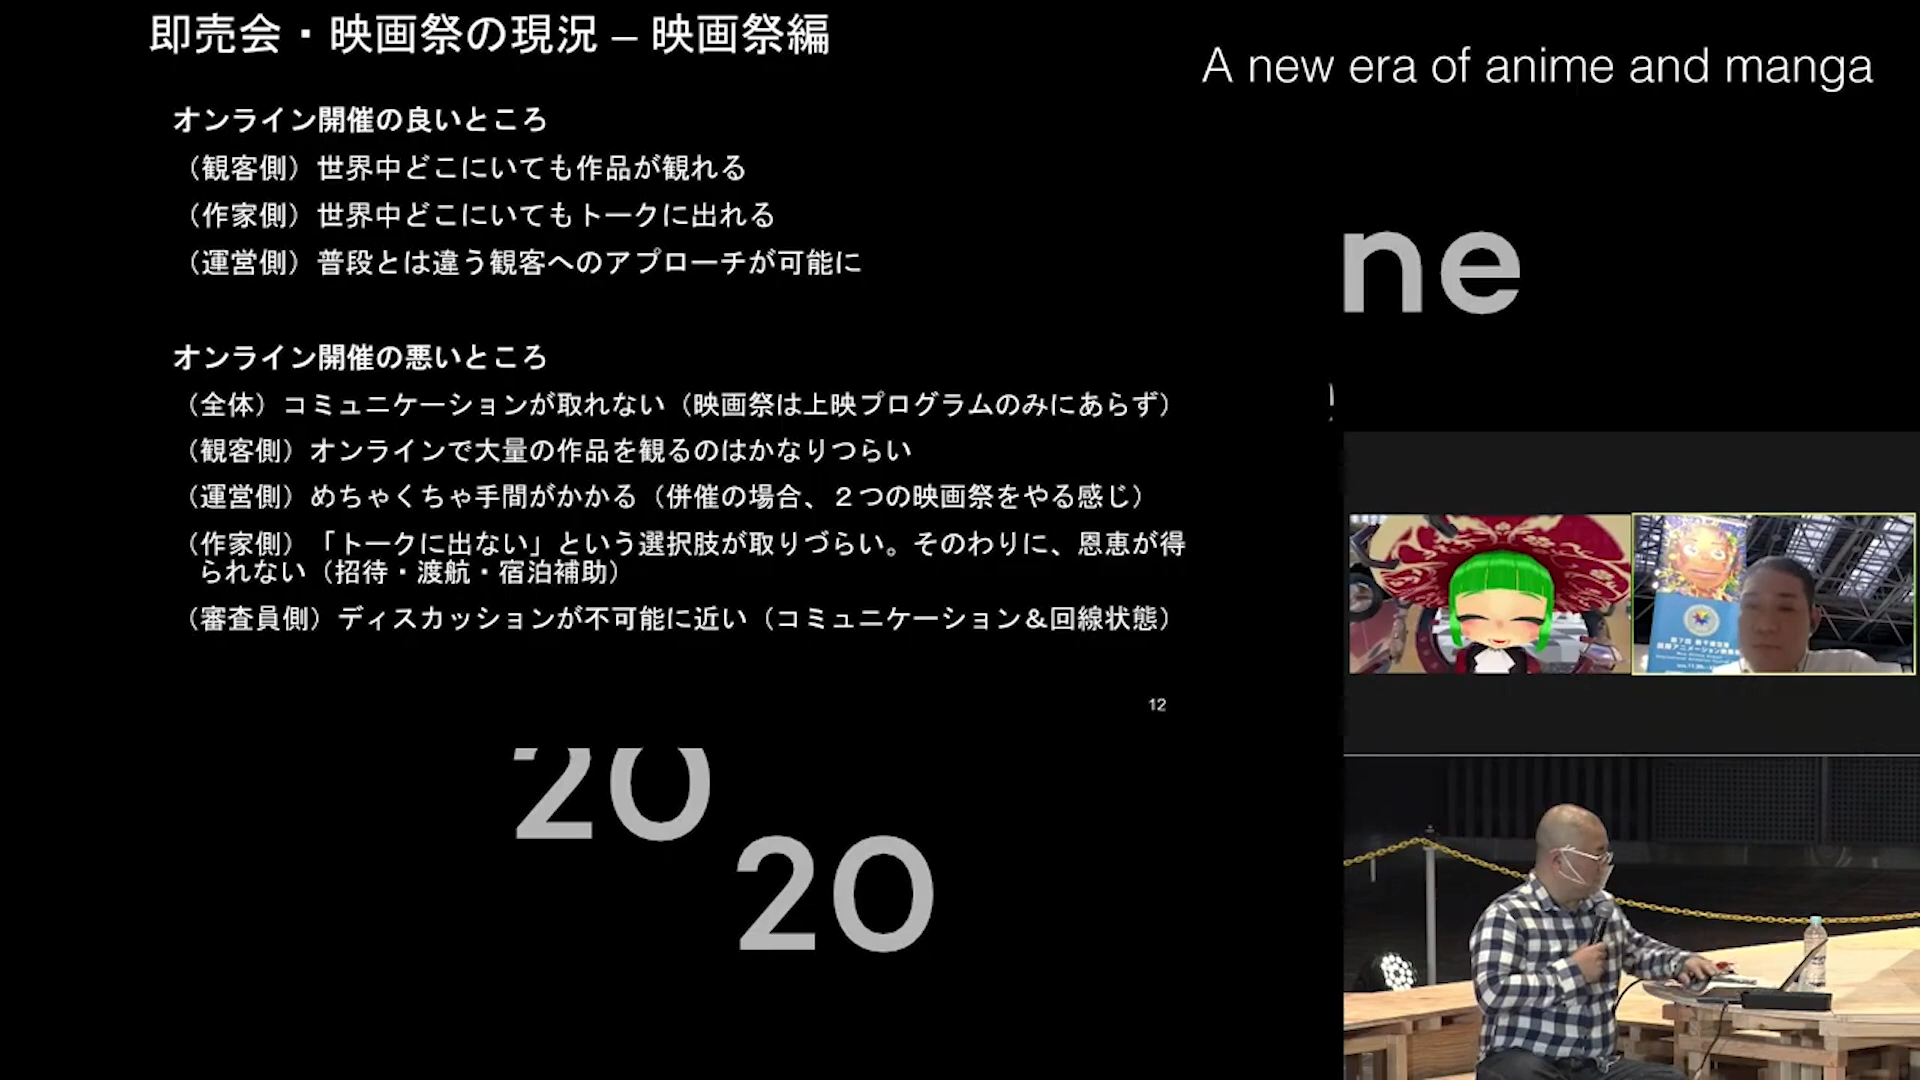 即売会・映画祭の現況 – 映画祭編
A new era of anime and manga
オンライン開催の良いところ
（観客側）世界中どこにいても作品が観れる
（作家側）世界中どこにいてもトークに出れる
（運営側）普段とは違う観客へのアプローチが可能に
ne
オンライン開催の悪いところ
（全体）コミュニケーションが取れない（映画祭は上映プログラムのみにあらず）
（観客側）オンラインで大量の作品を観るのはかなりつらい
（運営側）めちゃくちゃ手間がかかる（併催の場合、２つの映画祭をやる感じ）
（作家側）「トークに出ない」という選択肢が取りづらい。そのわりに、恩恵が得
られない（招待・渡航・宿泊補助）
（審査員側）ディスカッションが不可能に近い（コミュニケーション＆回線状態）
12
20
20